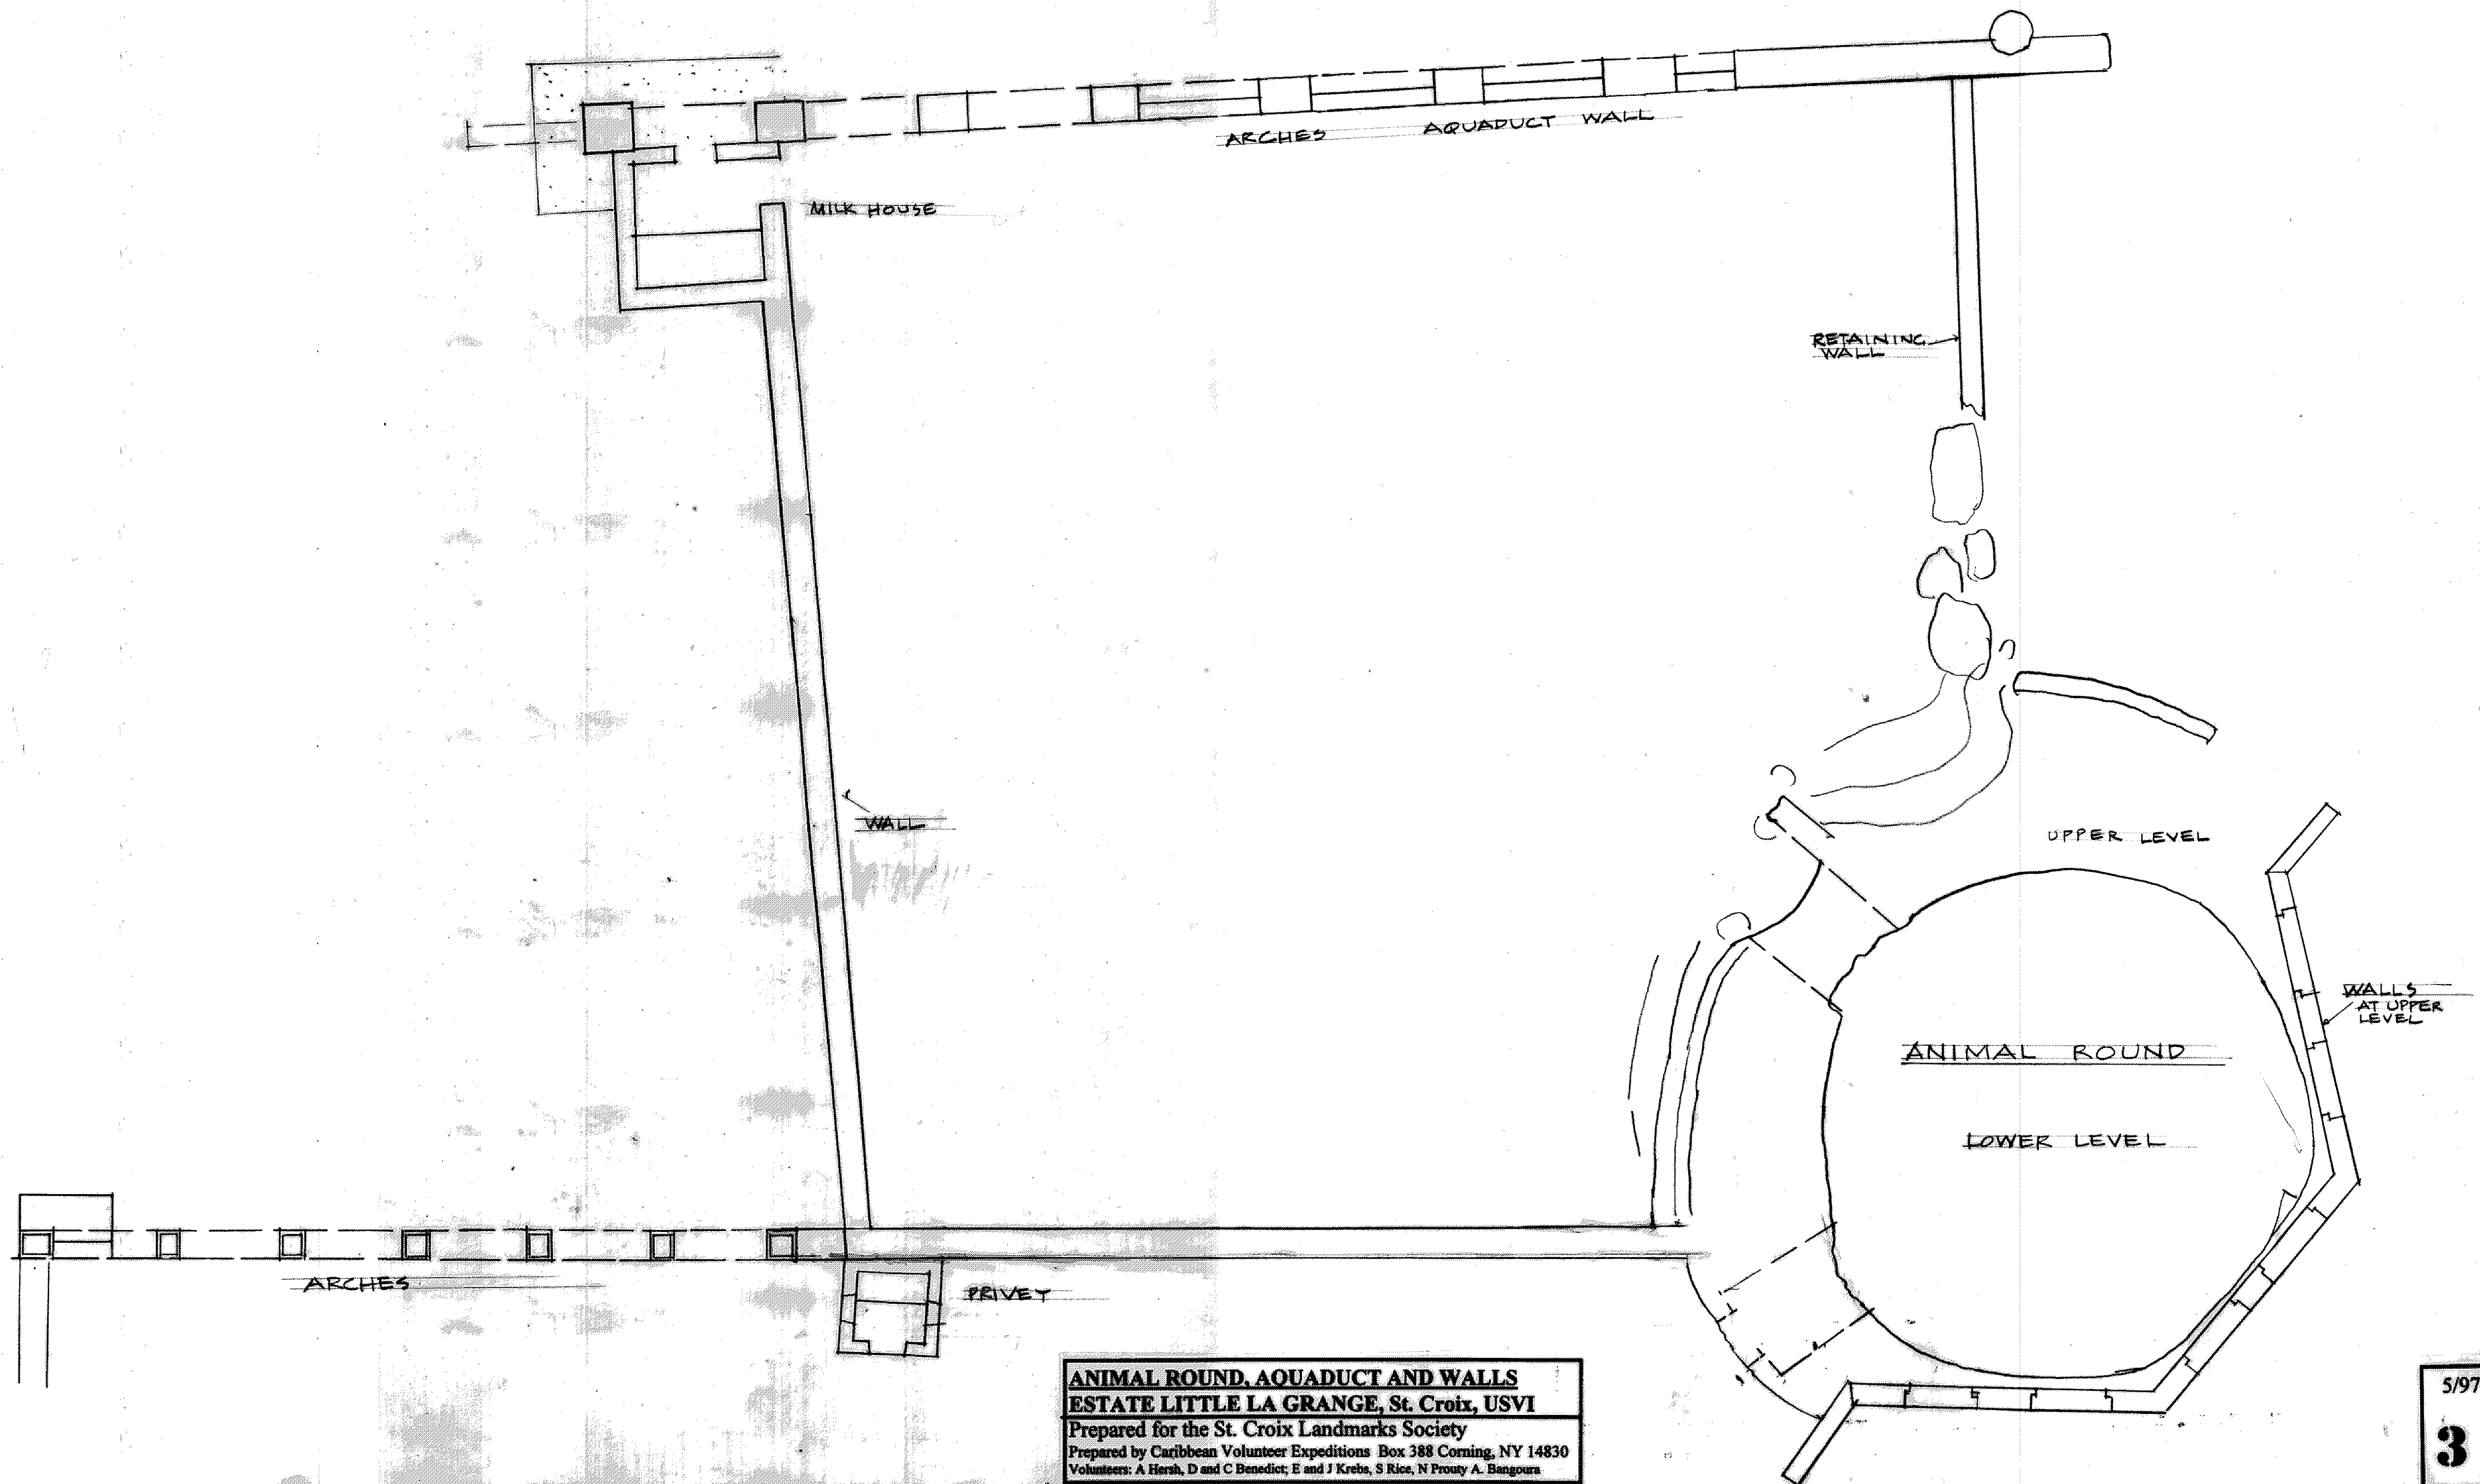 ARCHES AQUADUCT WALL
MILK HOUSE
RETAINING
WALL
WALL
UPPER LEVEL
WALLS
AT UPPER
LEVEL
ANIMAL ROUND
LOWER LEVEL
ARCHES
PRIVEY
ANIMAL ROUND, AQUADUCT AND WALLS
ESTATE LITTLE LA GRANGE, St. Croix, USVI
Prepared for the St. Croix Landmarks Society
Prepared by Caribbean Volunteer Expeditions Box 388 Corning, NY 14830
Volunteers: A Hersh, D and C Benedict; E and J Krebs, S Rice, N Prouty A. Bangoura
5/97
3